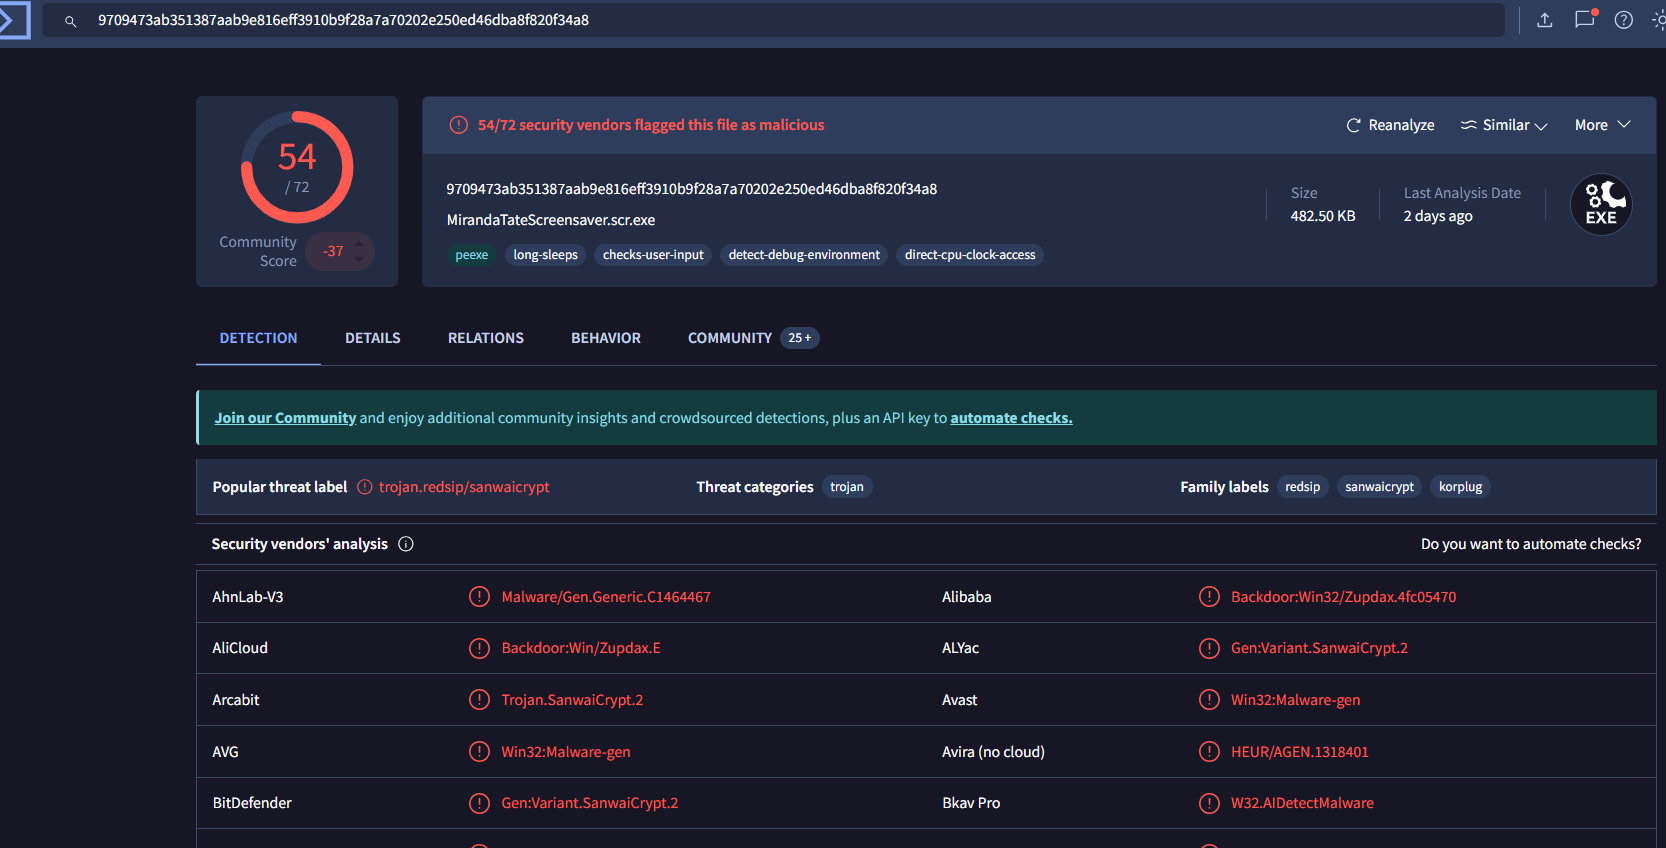 9709473ab351387aab9e816eff3910b9f28a7a70202e250ed46dba8f820f34a8
54
/ 72
Community
Score
-37
54/72 security vendors flagged this file as malicious
Reanalyze
Similar
More
9709473ab351387aab9e816eff3910b9f28a7a70202e250ed46dba8f820f34a8
MirandaTateScreensaver.scr.exe
peexe
long-sleeps
checks-user-input
detect-debug-environment
direct-cpu-clock-access
Size
482.50 KB
Last Analysis Date
2 days ago
EXE
DETECTION
DETAILS
RELATIONS
BEHAVIOR
COMMUNITY
25+
Join our Community and enjoy additional community insights and crowdsourced detections, plus an API key to automate checks.
Popular threat label
trojan.redsip/sanwaicrypt
Threat categories
trojan
Family labels
redsip
sanwaicrypt
korplug
Security vendors' analysis
Do you want to automate checks?
AhnLab-V3
Malware/Gen.Generic.C1464467
Alibaba
Backdoor:Win32/Zupdax.4fc05470
AliCloud
Backdoor:Win/Zupdax.E
ALYac
Gen:Variant.SanwaiCrypt.2
Arcabit
Trojan.SanwaiCrypt.2
Avast
Win32:Malware-gen
AVG
Win32:Malware-gen
Avira (no cloud)
HEUR/AGEN.1318401
BitDefender
Gen:Variant.SanwaiCrypt.2
Bkav Pro
W32.AIDetectMalware